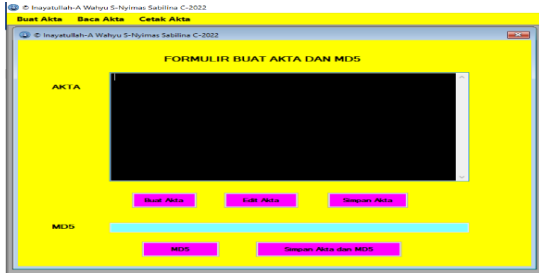 © Inayatullah-A Wahyu S-Nyimas Sabilina C-2022
Buat Akta Baca Akta Cetak Akta
© Inayatullah-A Wahyu S-Nyimas Sabilina C-2022
FORMULIR BUAT AKTA DAN MD5
AKTA
Buat Akta Edit Akta Simpan Akta
MD5
MD5 Simpan Akta dan MD5